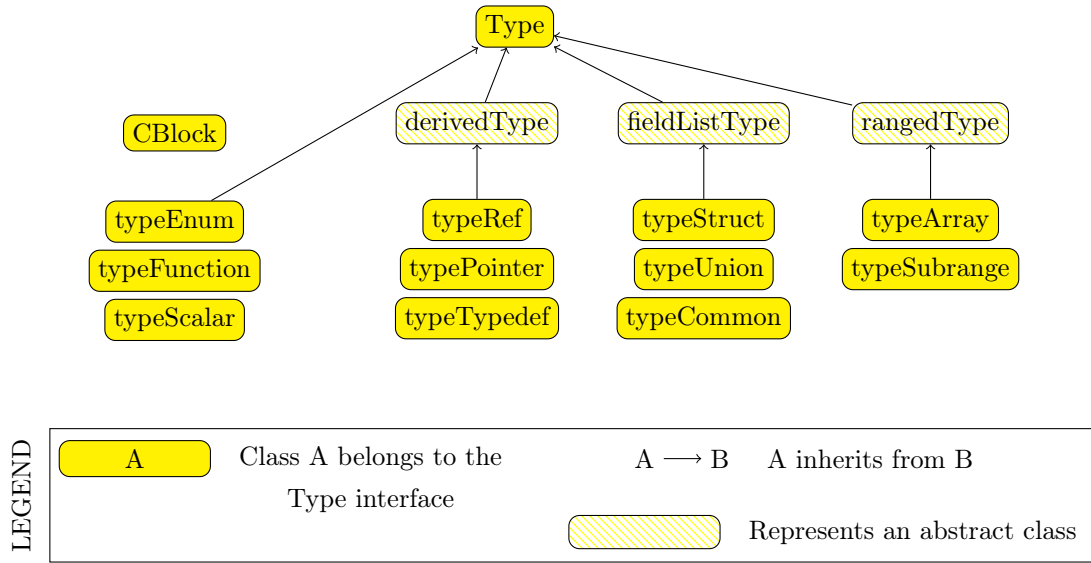 Type
CBlock
derivedType
fieldListType
rangedType
typeEnum
typeRef
typeStruct
typeArray
typeFunction
typePointer
typeUnion
typeSubrange
typeScalar
typeTypedef
typeCommon
LEGEND
A
Class A belongs to the
Type interface
A ⟶ B
A inherits from B
Represents an abstract class